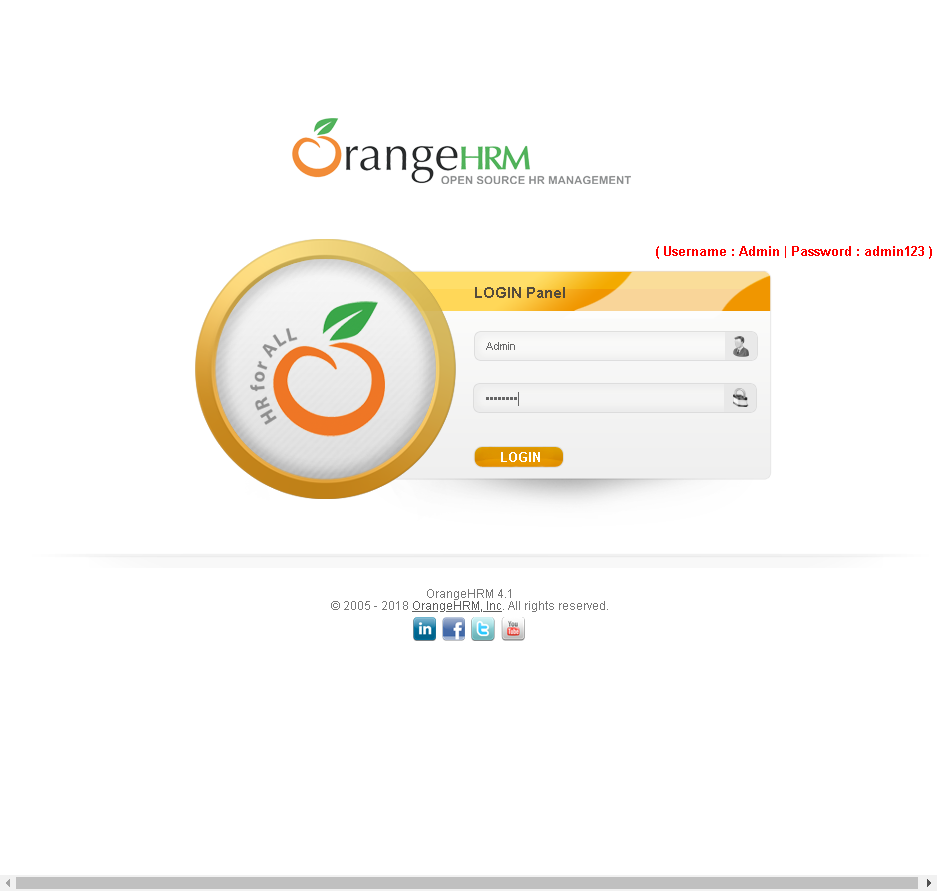 OrangeHRM
OPEN SOURCE HR MANAGEMENT
( Username : Admin | Password : admin123 )
LOGIN Panel
HR for ALL
Admin
••••••••
LOGIN
OrangeHRM 4.1
© 2005 - 2018 OrangeHRM, Inc. All rights reserved.
in f t You Tube